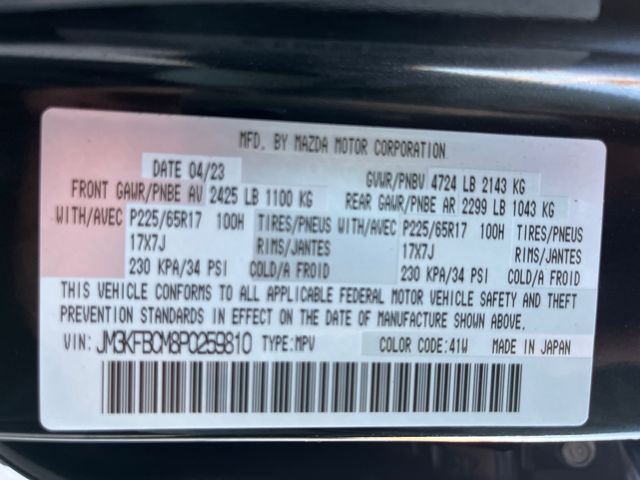 MFD. BY MAZDA MOTOR CORPORATION
DATE 04/23 GVWR/PNBV 4724 LB 2143 KG
FRONT GAWR/PNBE AV 2425 LB 1100 KG REAR GAWR/PNBE AR 2299 LB 1043 KG
WITH/AVEC P225/65R17 100H TIRES/PNEUS WITH/AVEC P225/65R17 100H TIRES/PNEUS
17X7J RIMS/JANTES 17X7J RIMS/JANTES
230 KPA/34 PSI COLD/A FROID 230 KPA/34 PSI COLD/A FROID
THIS VEHICLE CONFORMS TO ALL APPLICABLE FEDERAL MOTOR VEHICLE SAFETY AND THEFT
PREVENTION STANDARDS IN EFFECT ON THE DATE OF MANUFACTURE SHOWN ABOVE.
VIN: JM3KFBCM8P0259810 TYPE:MPV COLOR CODE:41W MADE IN JAPAN